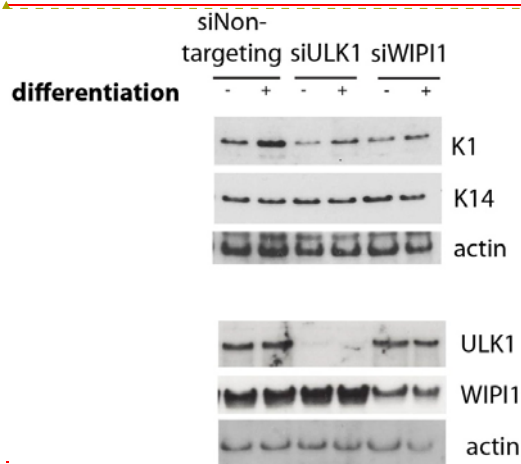 siNon-
targeting siULK1 siWIPI1
differentiation - + - + - +
K1
K14
actin
ULK1
WIPI1
actin